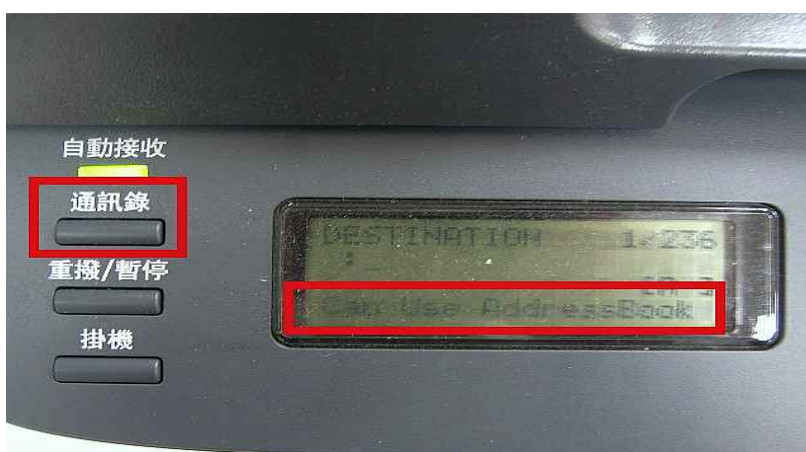 自動接收
通訊錄
重撥/暫停
掛機
DESTINATION 1/236
:_
Can Use AddressBook